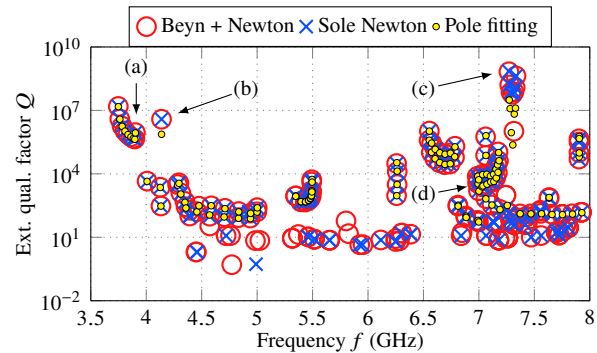 Beyn + Newton Sole Newton Pole fitting
10^10
10^7
10^4
10^1
10^−2
Ext. qual. factor Q
(a)
(b)
(c)
(d)
3.5 4 4.5 5 5.5 6 6.5 7 7.5 8
Frequency f (GHz)